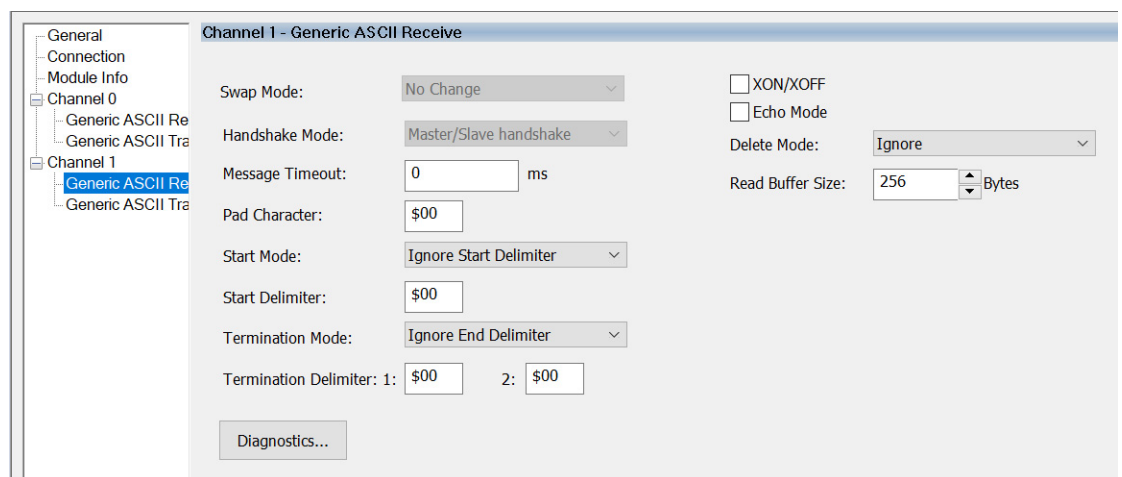 General
Connection
Module Info
Channel 0
Generic ASCII Re
Generic ASCII Tra
Channel 1
Generic ASCII Re
Generic ASCII Tra
Channel 1 - Generic ASCII Receive
Swap Mode: No Change
Handshake Mode: Master/Slave handshake
Message Timeout: 0 ms
Pad Character: $00
Start Mode: Ignore Start Delimiter
Start Delimiter: $00
Termination Mode: Ignore End Delimiter
Termination Delimiter: 1: $00 2: $00
Diagnostics...
XON/XOFF
Echo Mode
Delete Mode: Ignore
Read Buffer Size: 256 Bytes